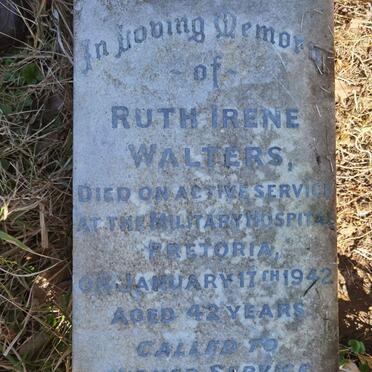 In Loving Memory
of
RUTH IRENE
WALTERS,
DIED ON ACTIVE SERVICE
AT THE MILITARY HOSPITAL
PRETORIA,
ON JANUARY 17TH 1942
AGED 42 YEARS
CALLED TO
SERVICE